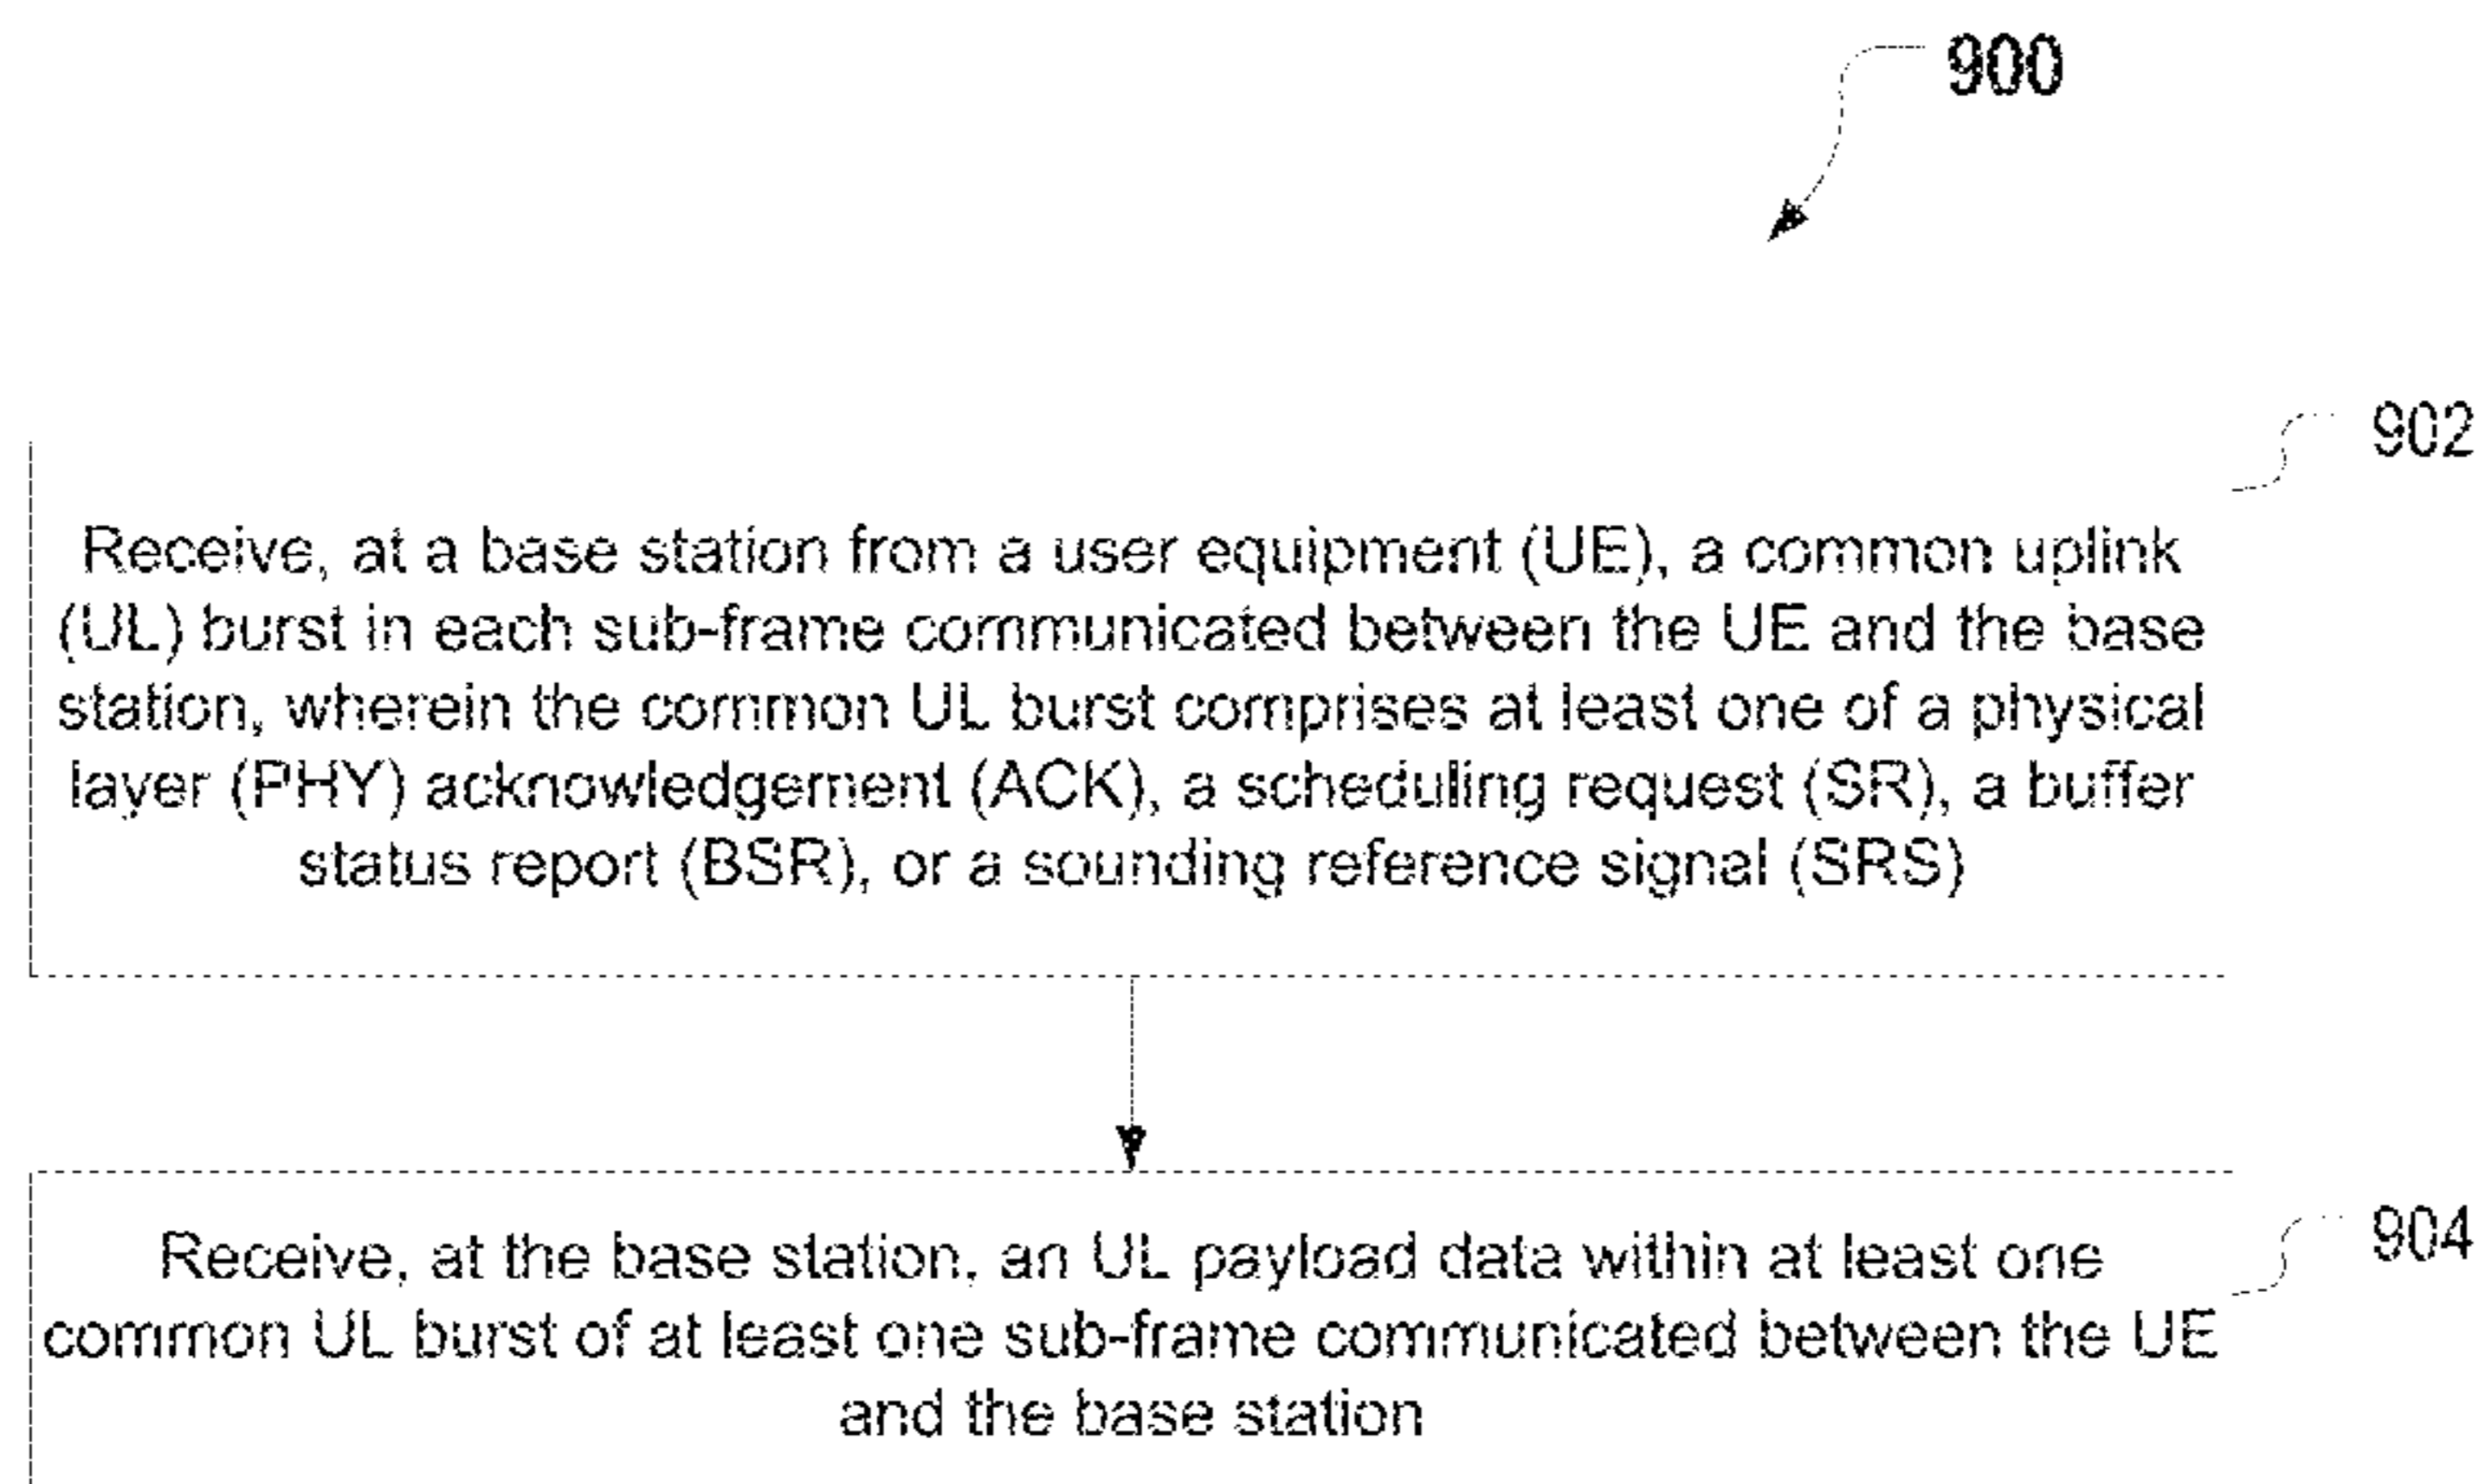 900
902
Receive, at a base station from a user equipment (UE), a common uplink
(UL) burst in each sub-frame communicated between the UE and the base
station, wherein the common UL burst comprises at least one of a physical
layer (PHY) acknowledgement (ACK), a scheduling request (SR), a buffer
status report (BSR), or a sounding reference signal (SRS)
904
Receive, at the base station, an UL payload data within at least one
common UL burst of at least one sub-frame communicated between the UE
and the base station